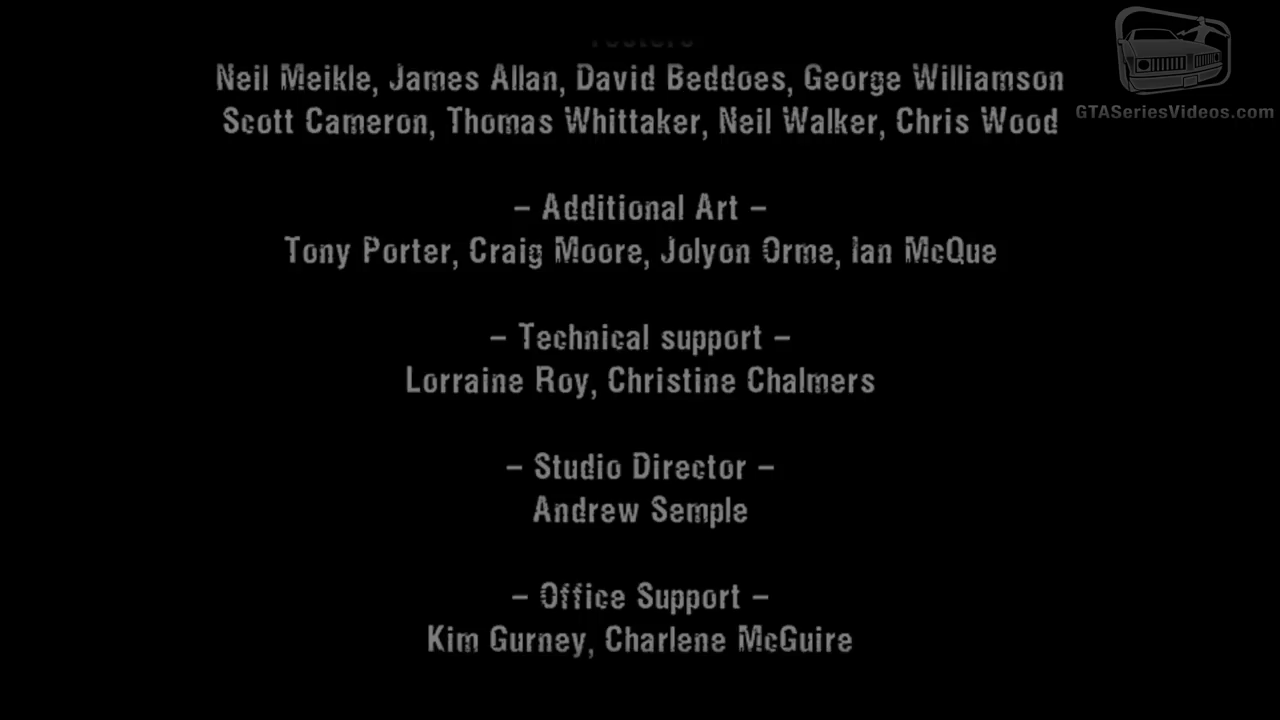 Neil Meikle, James Allan, David Beddoes, George Williamson
Scott Cameron, Thomas Whittaker, Neil Walker, Chris Wood
– Additional Art –
Tony Porter, Craig Moore, Jolyon Orme, Ian McQue
– Technical support –
Lorraine Roy, Christine Chalmers
– Studio Director –
Andrew Semple
– Office Support –
Kim Gurney, Charlene McGuire
GTASeriesVideos.com